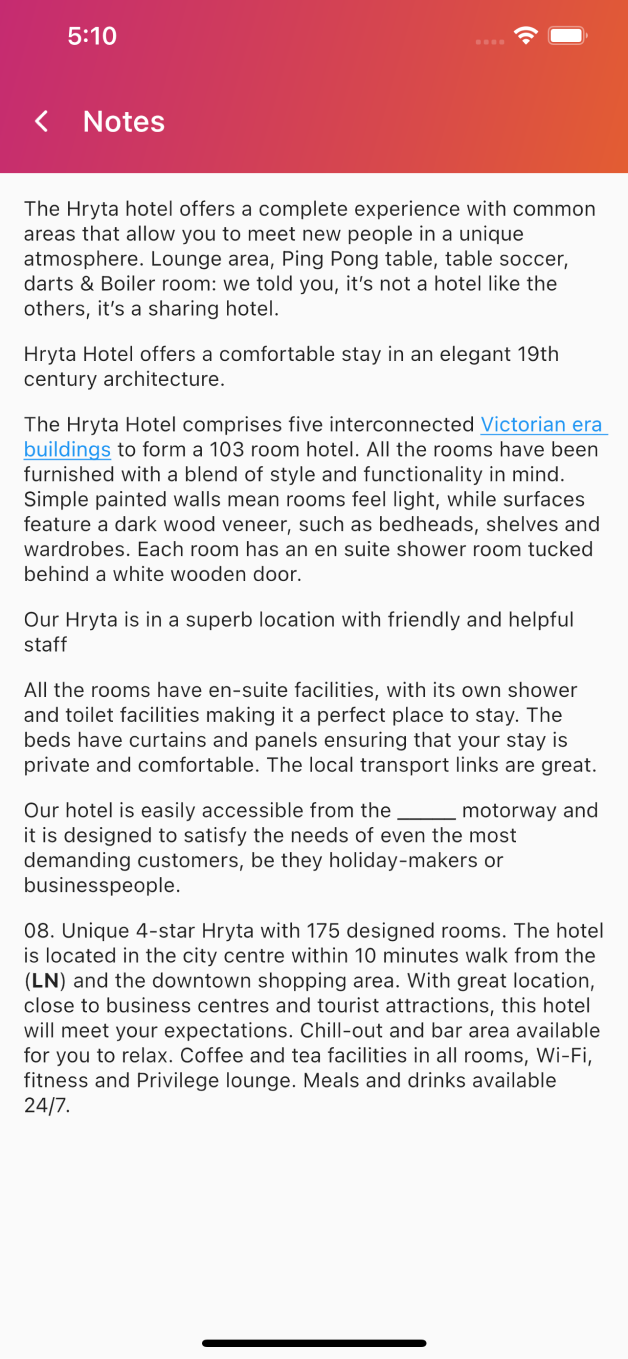 5:10
Notes
The Hryta hotel offers a complete experience with common
areas that allow you to meet new people in a unique
atmosphere. Lounge area, Ping Pong table, table soccer,
darts & Boiler room: we told you, it’s not a hotel like the
others, it’s a sharing hotel.
Hryta Hotel offers a comfortable stay in an elegant 19th
century architecture.
The Hryta Hotel comprises five interconnected Victorian era
buildings to form a 103 room hotel. All the rooms have been
furnished with a blend of style and functionality in mind.
Simple painted walls mean rooms feel light, while surfaces
feature a dark wood veneer, such as bedheads, shelves and
wardrobes. Each room has an en suite shower room tucked
behind a white wooden door.
Our Hryta is in a superb location with friendly and helpful
staff
All the rooms have en-suite facilities, with its own shower
and toilet facilities making it a perfect place to stay. The
beds have curtains and panels ensuring that your stay is
private and comfortable. The local transport links are great.
Our hotel is easily accessible from the ______ motorway and
it is designed to satisfy the needs of even the most
demanding customers, be they holiday-makers or
businesspeople.
08. Unique 4-star Hryta with 175 designed rooms. The hotel
is located in the city centre within 10 minutes walk from the
(LN) and the downtown shopping area. With great location,
close to business centres and tourist attractions, this hotel
will meet your expectations. Chill-out and bar area available
for you to relax. Coffee and tea facilities in all rooms, Wi-Fi,
fitness and Privilege lounge. Meals and drinks available
24/7.